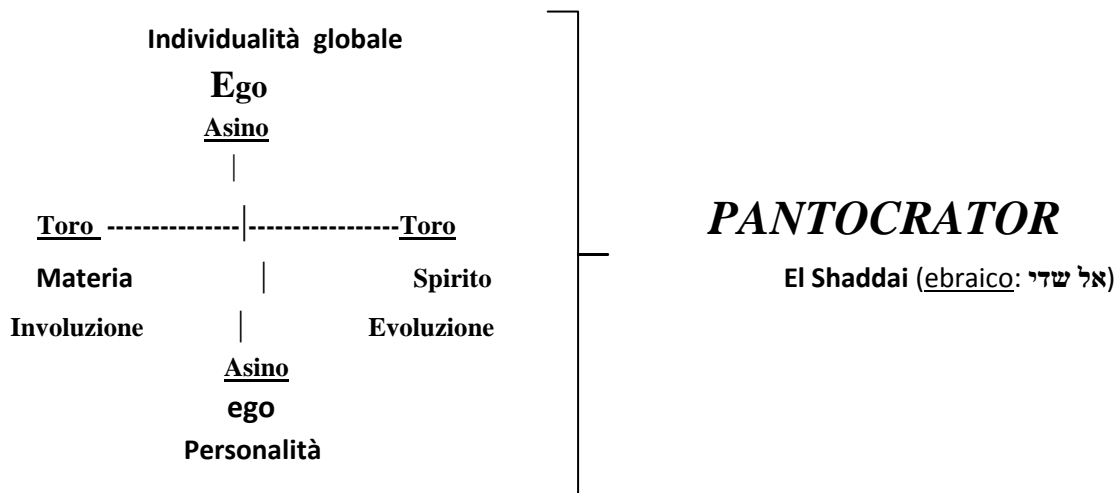 Individualità globale
Ego
Asino
|
Toro ---------------|-----------------Toro
Materia | Spirito
Involuzione | Evoluzione
Asino
ego
Personalità
PANTOCRATOR
El Shaddai (ebraico: אל שדי)